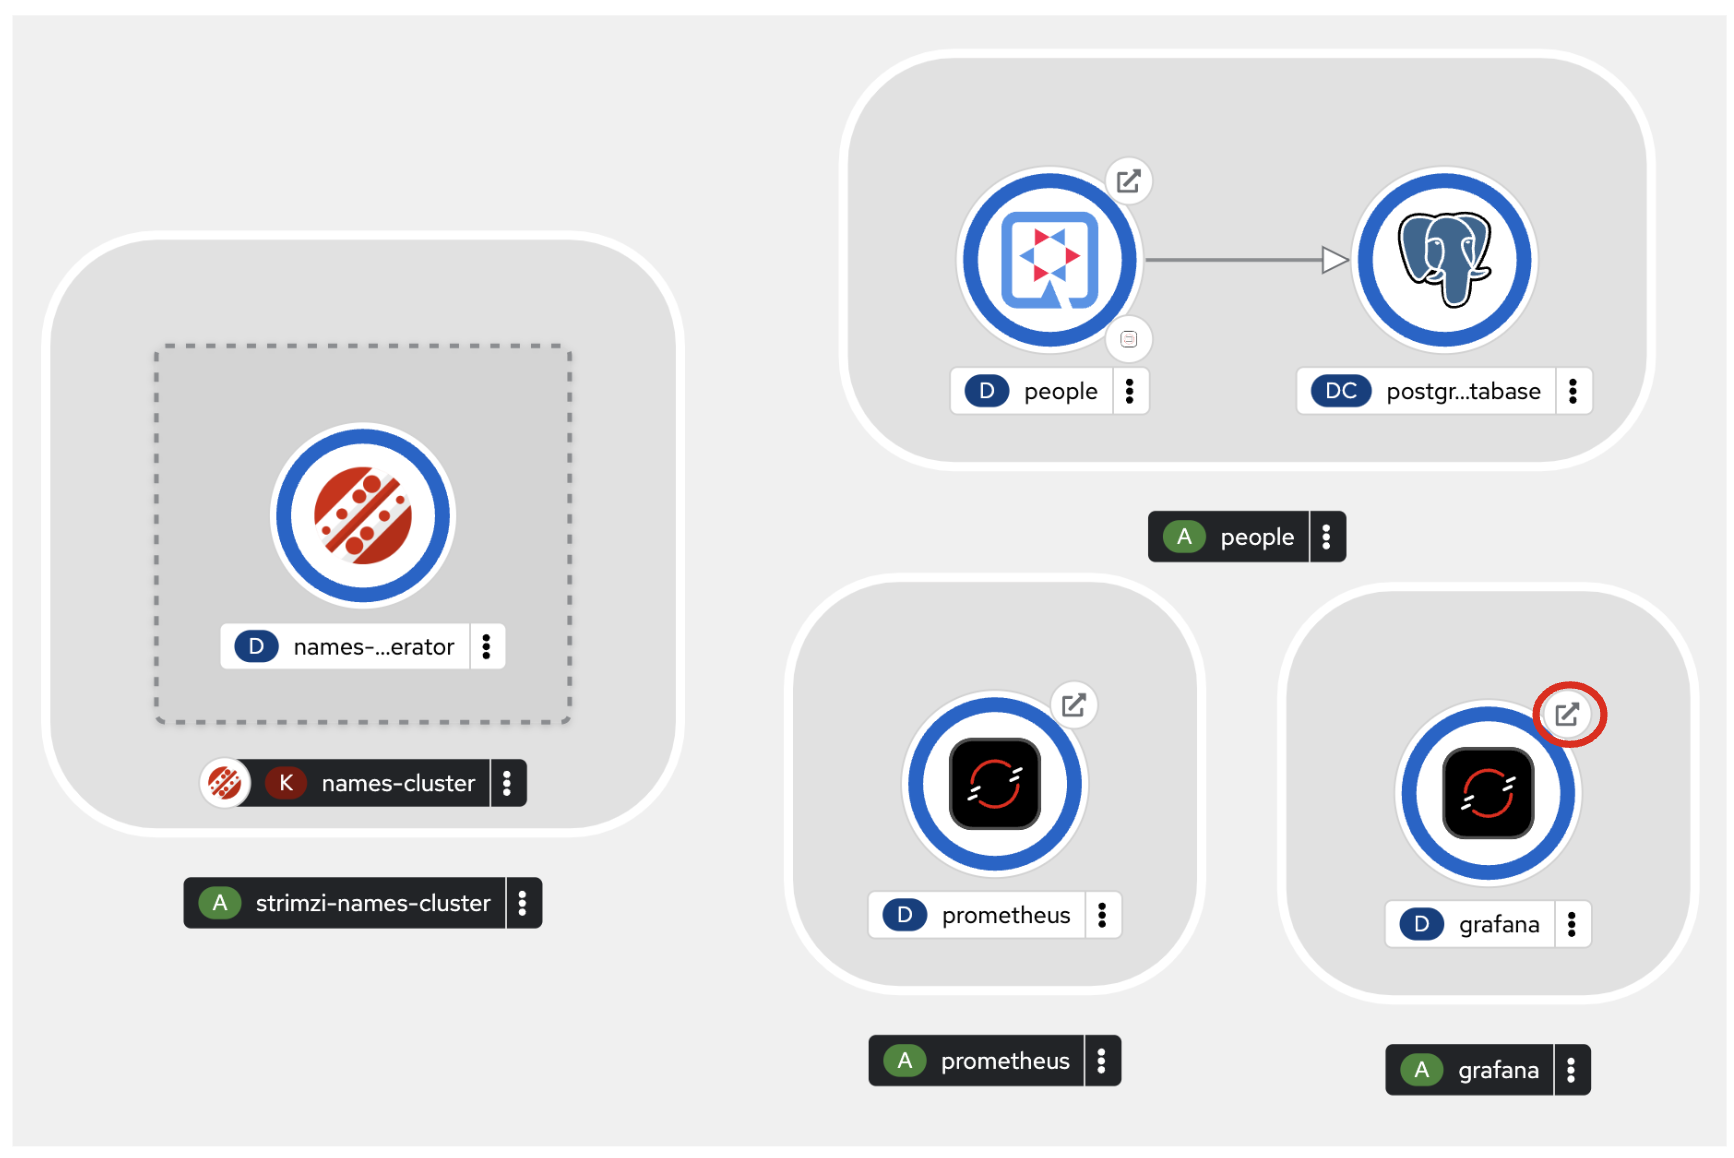 D people
DC postgr...tabase
A people
D names-...erator
K names-cluster
A strimzi-names-cluster
D prometheus
A prometheus
D grafana
A grafana